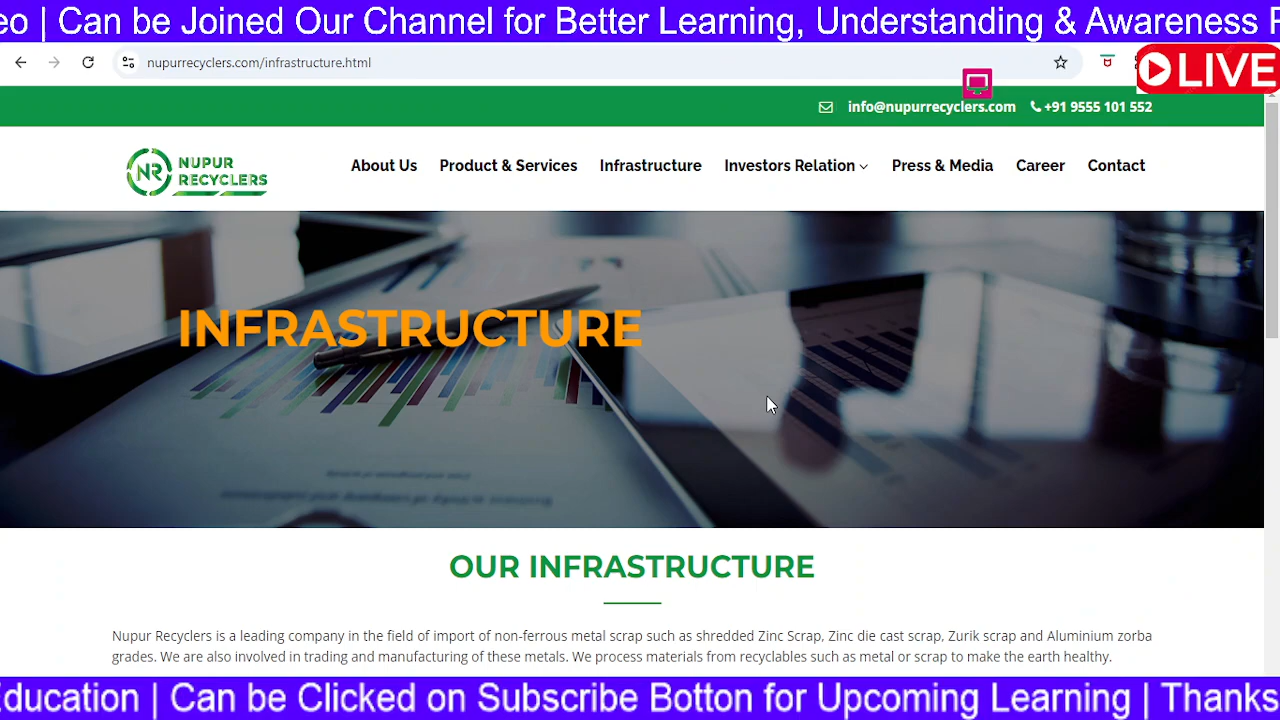 eo | Can be Joined Our Channel for Better Learning, Understanding & Awareness F
nupurrecyclers.com/infrastructure.html
LIVE
info@nupurrecyclers.com +91 9555 101 552
NR NUPUR RECYCLERS
About Us Product & Services Infrastructure Investors Relation Press & Media Career Contact
INFRASTRUCTURE
OUR INFRASTRUCTURE
Nupur Recyclers is a leading company in the field of import of non-ferrous metal scrap such as shredded Zinc Scrap, Zinc die cast scrap, Zurik scrap and Aluminium zorba
grades. We are also involved in trading and manufacturing of these metals. We process materials from recyclables such as metal or scrap to make the earth healthy.
Education | Can be Clicked on Subscribe Botton for Upcoming Learning | Thanks